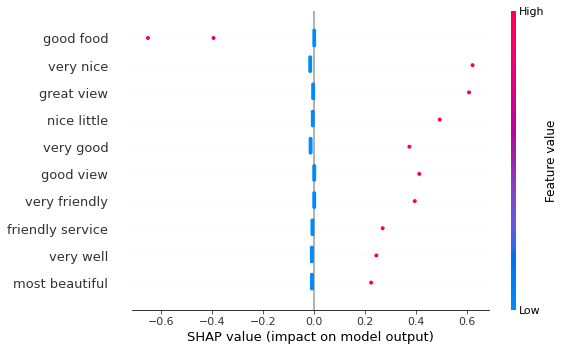 High
good food
very nice
great view
nice little
very good
good view
very friendly
friendly service
very well
most beautiful
Feature value
Low
−0.6 −0.4 −0.2 0.0 0.2 0.4 0.6
SHAP value (impact on model output)